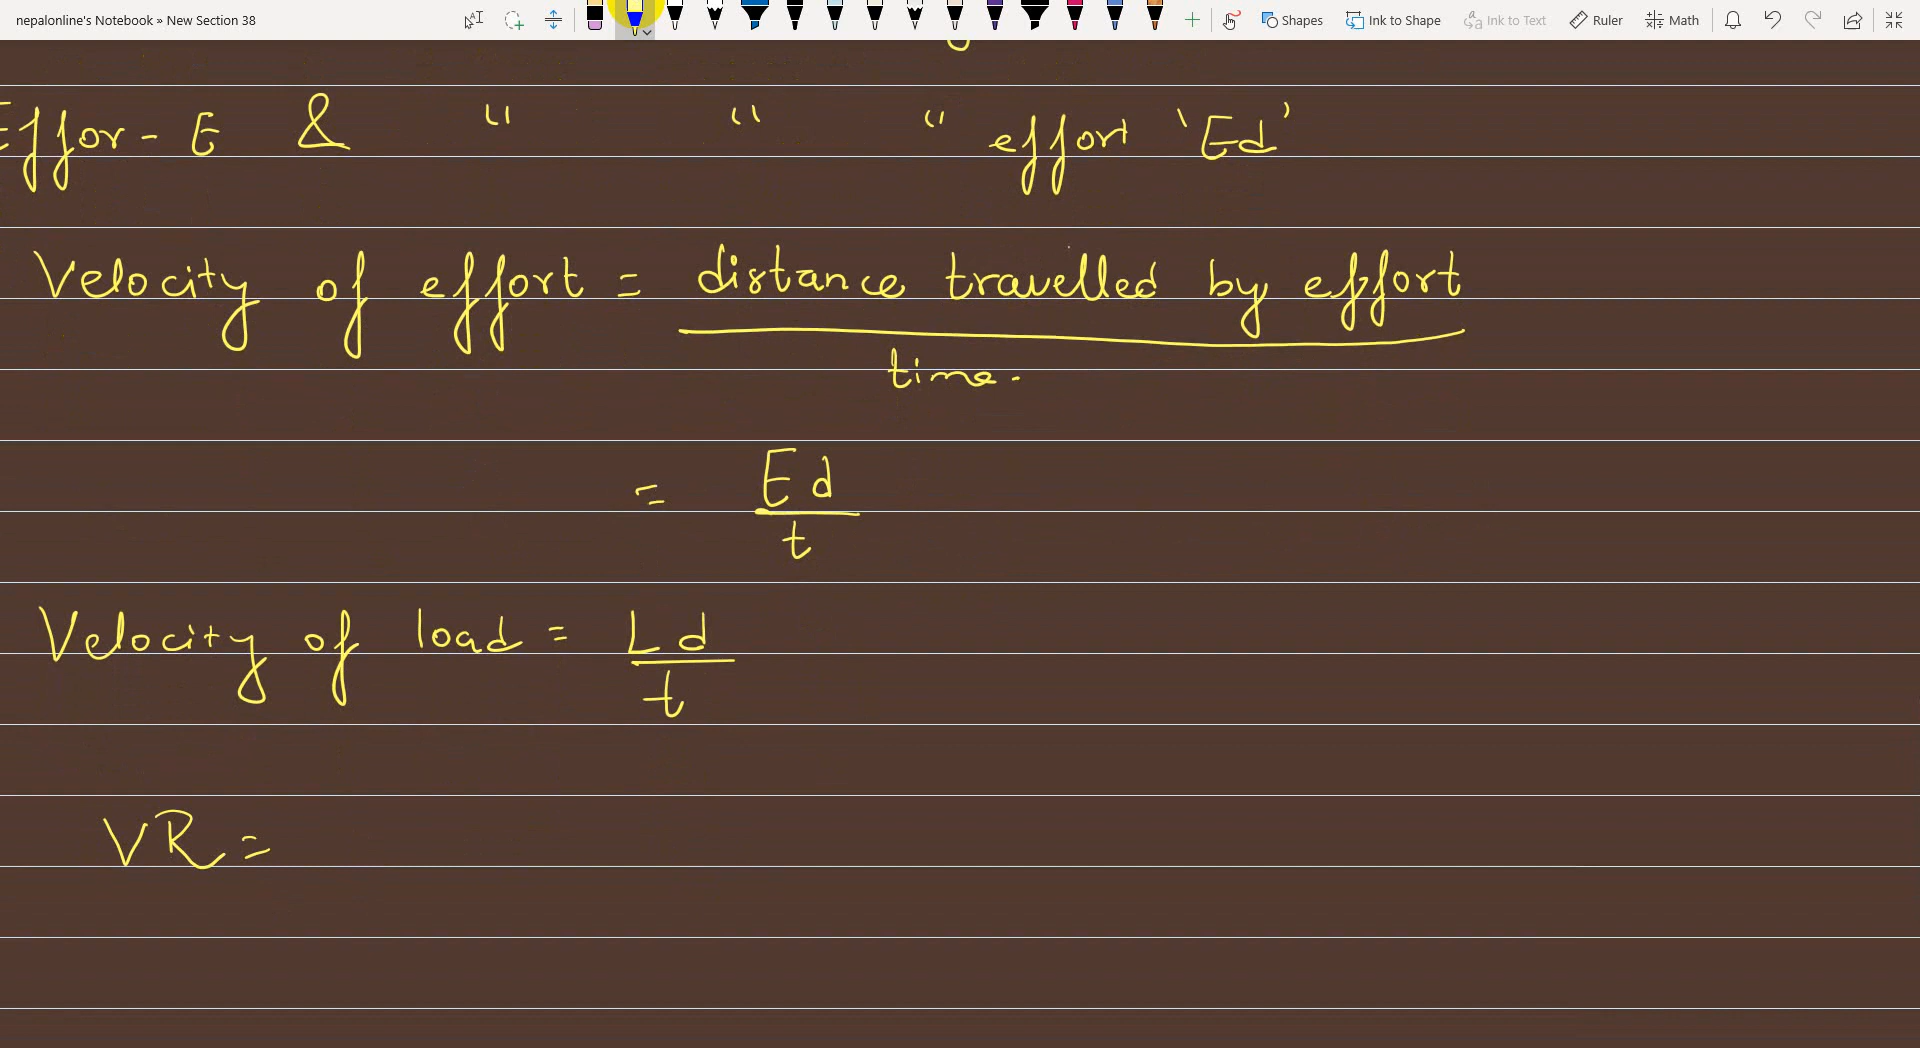 nepalonline's Notebook » New Section 38
Shapes Ink to Shape Ink to Text Ruler Math
Effor - E & " " " effort 'Ed'
Velocity of effort = distance travelled by effort
time.
= Ed
t
Velocity of load = Ld
t
VR =